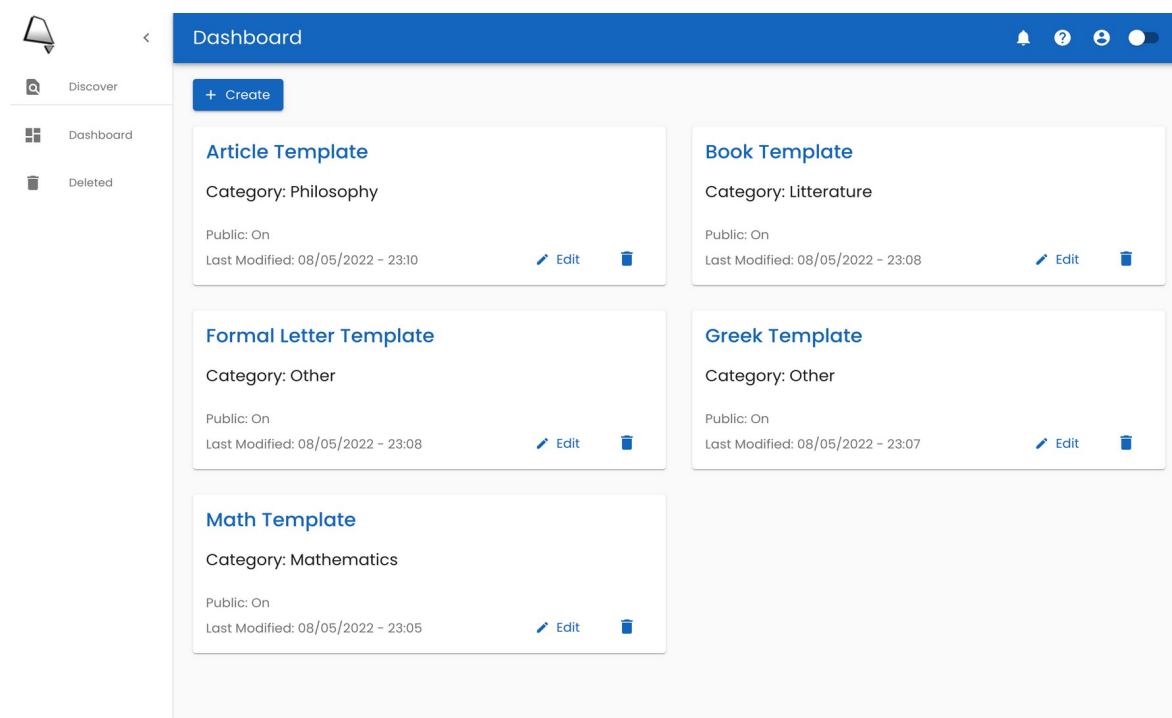 Dashboard
Discover
Dashboard
Deleted
+ Create
Article Template
Category: Philosophy
Public: On
Last Modified: 08/05/2022 - 23:10
Edit
Book Template
Category: Litterature
Public: On
Last Modified: 08/05/2022 - 23:08
Edit
Formal Letter Template
Category: Other
Public: On
Last Modified: 08/05/2022 - 23:08
Edit
Greek Template
Category: Other
Public: On
Last Modified: 08/05/2022 - 23:07
Edit
Math Template
Category: Mathematics
Public: On
Last Modified: 08/05/2022 - 23:05
Edit